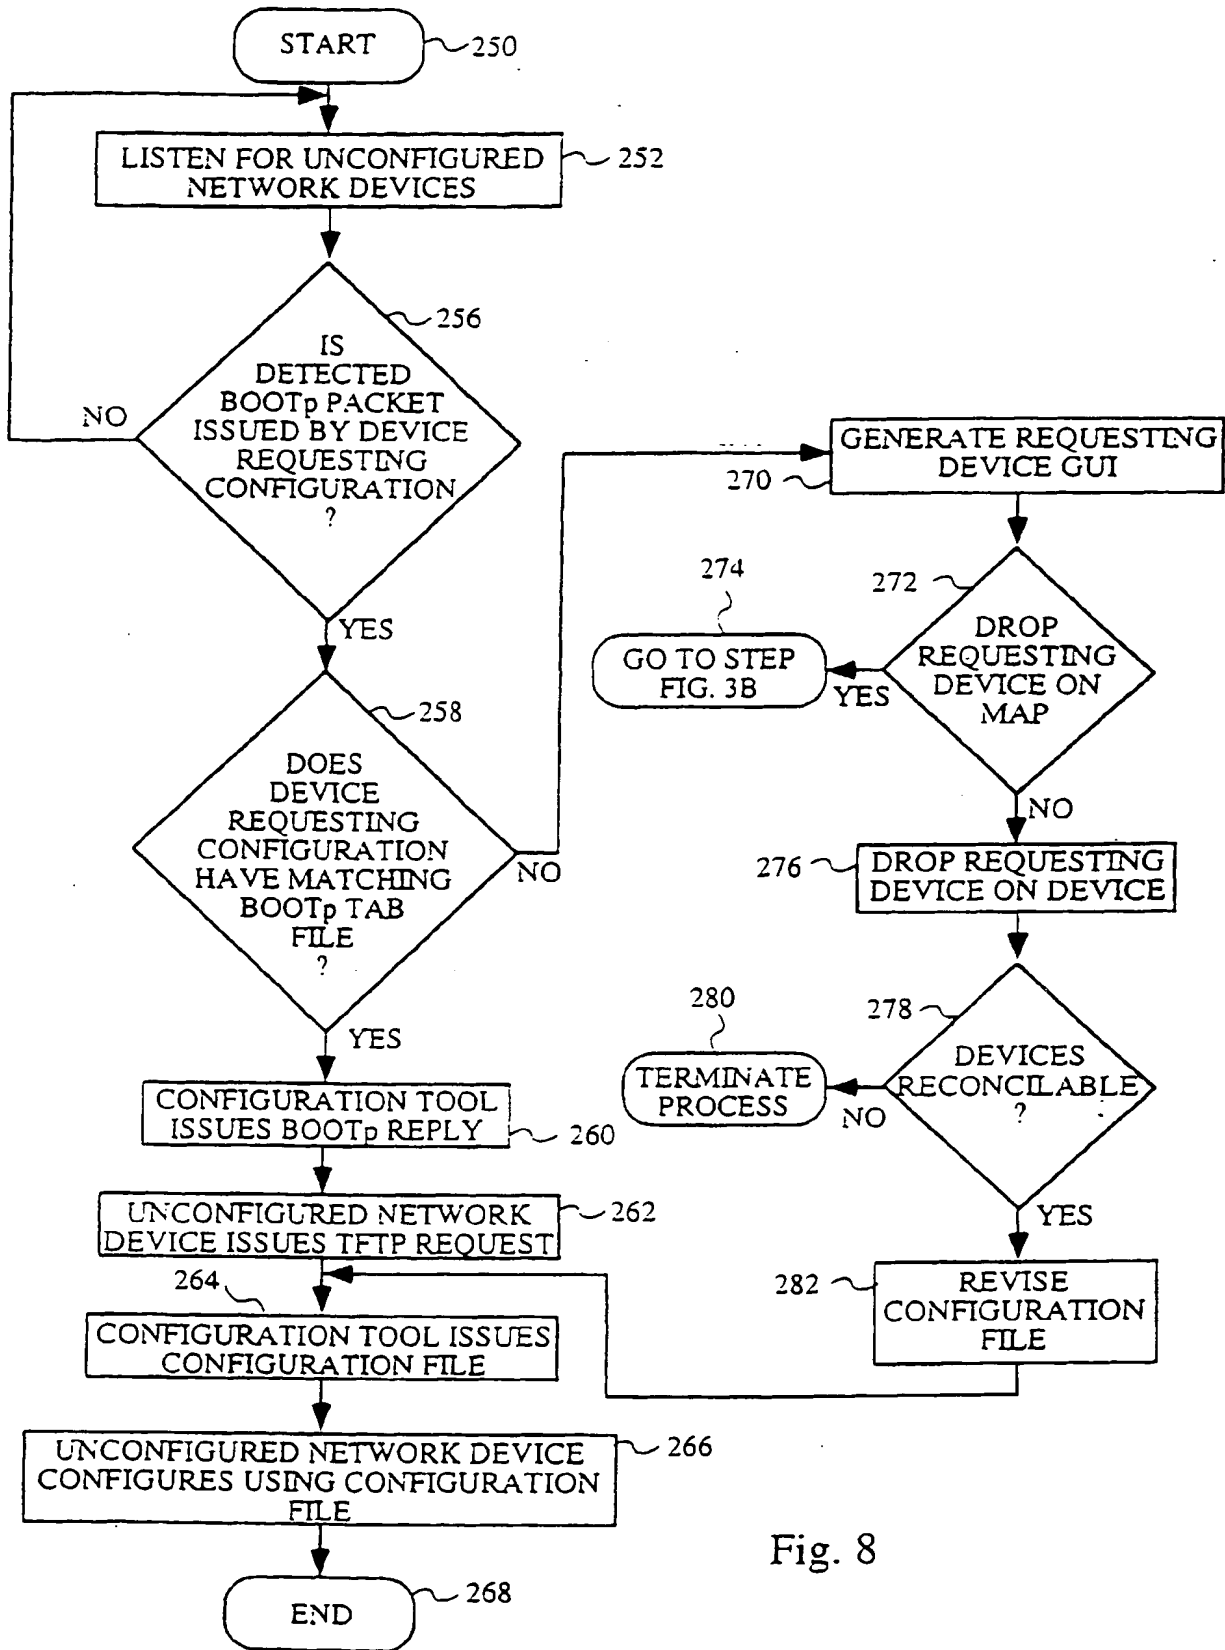 START
250
LISTEN FOR UNCONFIGURED
NETWORK DEVICES
252
256
IS
DETECTED
BOOTp PACKET
ISSUED BY DEVICE
REQUESTING
CONFIGURATION
?
NO
YES
258
DOES
DEVICE
REQUESTING
CONFIGURATION
HAVE MATCHING
BOOTp TAB
FILE
?
NO
YES
CONFIGURATION TOOL
ISSUES BOOTp REPLY
260
UNCONFIGURED NETWORK
DEVICE ISSUES TFTP REQUEST
262
264
CONFIGURATION TOOL ISSUES
CONFIGURATION FILE
UNCONFIGURED NETWORK DEVICE
CONFIGURES USING CONFIGURATION
FILE
266
END
268
GENERATE REQUESTING
DEVICE GUI
270
272
DROP
REQUESTING
DEVICE ON
MAP
YES
274
GO TO STEP
FIG. 3B
NO
276
DROP REQUESTING
DEVICE ON DEVICE
278
DEVICES
RECONCILABLE
?
NO
280
TERMINATE
PROCESS
YES
282
REVISE
CONFIGURATION
FILE
Fig. 8